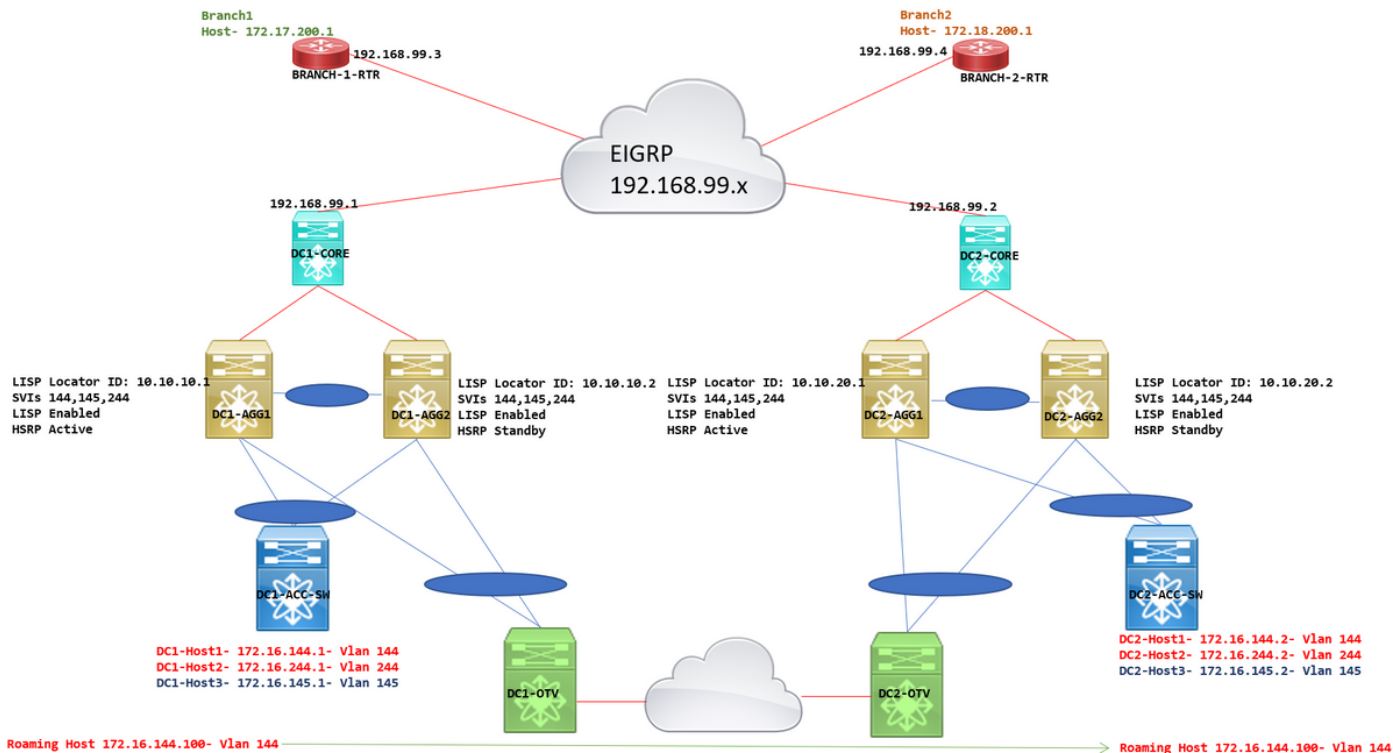 Branch1
Host- 172.17.200.1
192.168.99.3
BRANCH-1-RTR
Branch2
Host- 172.18.200.1
192.168.99.4
BRANCH-2-RTR
EIGRP
192.168.99.x
192.168.99.1
DC1-CORE
192.168.99.2
DC2-CORE
LISP Locator ID: 10.10.10.1
SVIs 144,145,244
LISP Enabled
HSRP Active
DC1-AGG1
DC1-AGG2
LISP Locator ID: 10.10.10.2
SVIs 144,145,244
LISP Enabled
HSRP Standby
LISP Locator ID: 10.10.20.1
SVIs 144,145,244
LISP Enabled
HSRP Active
DC2-AGG1
DC2-AGG2
LISP Locator ID: 10.10.20.2
SVIs 144,145,244
LISP Enabled
HSRP Standby
DC1-ACC-SW
DC2-ACC-SW
DC1-Host1- 172.16.144.1- Vlan 144
DC1-Host2- 172.16.244.1- Vlan 244
DC1-Host3- 172.16.145.1- Vlan 145
DC1-OTV
DC2-OTV
DC2-Host1- 172.16.144.2- Vlan 144
DC2-Host2- 172.16.244.2- Vlan 244
DC2-Host3- 172.16.145.2- Vlan 145
Roaming Host 172.16.144.100- Vlan 144
Roaming Host 172.16.144.100- Vlan 144